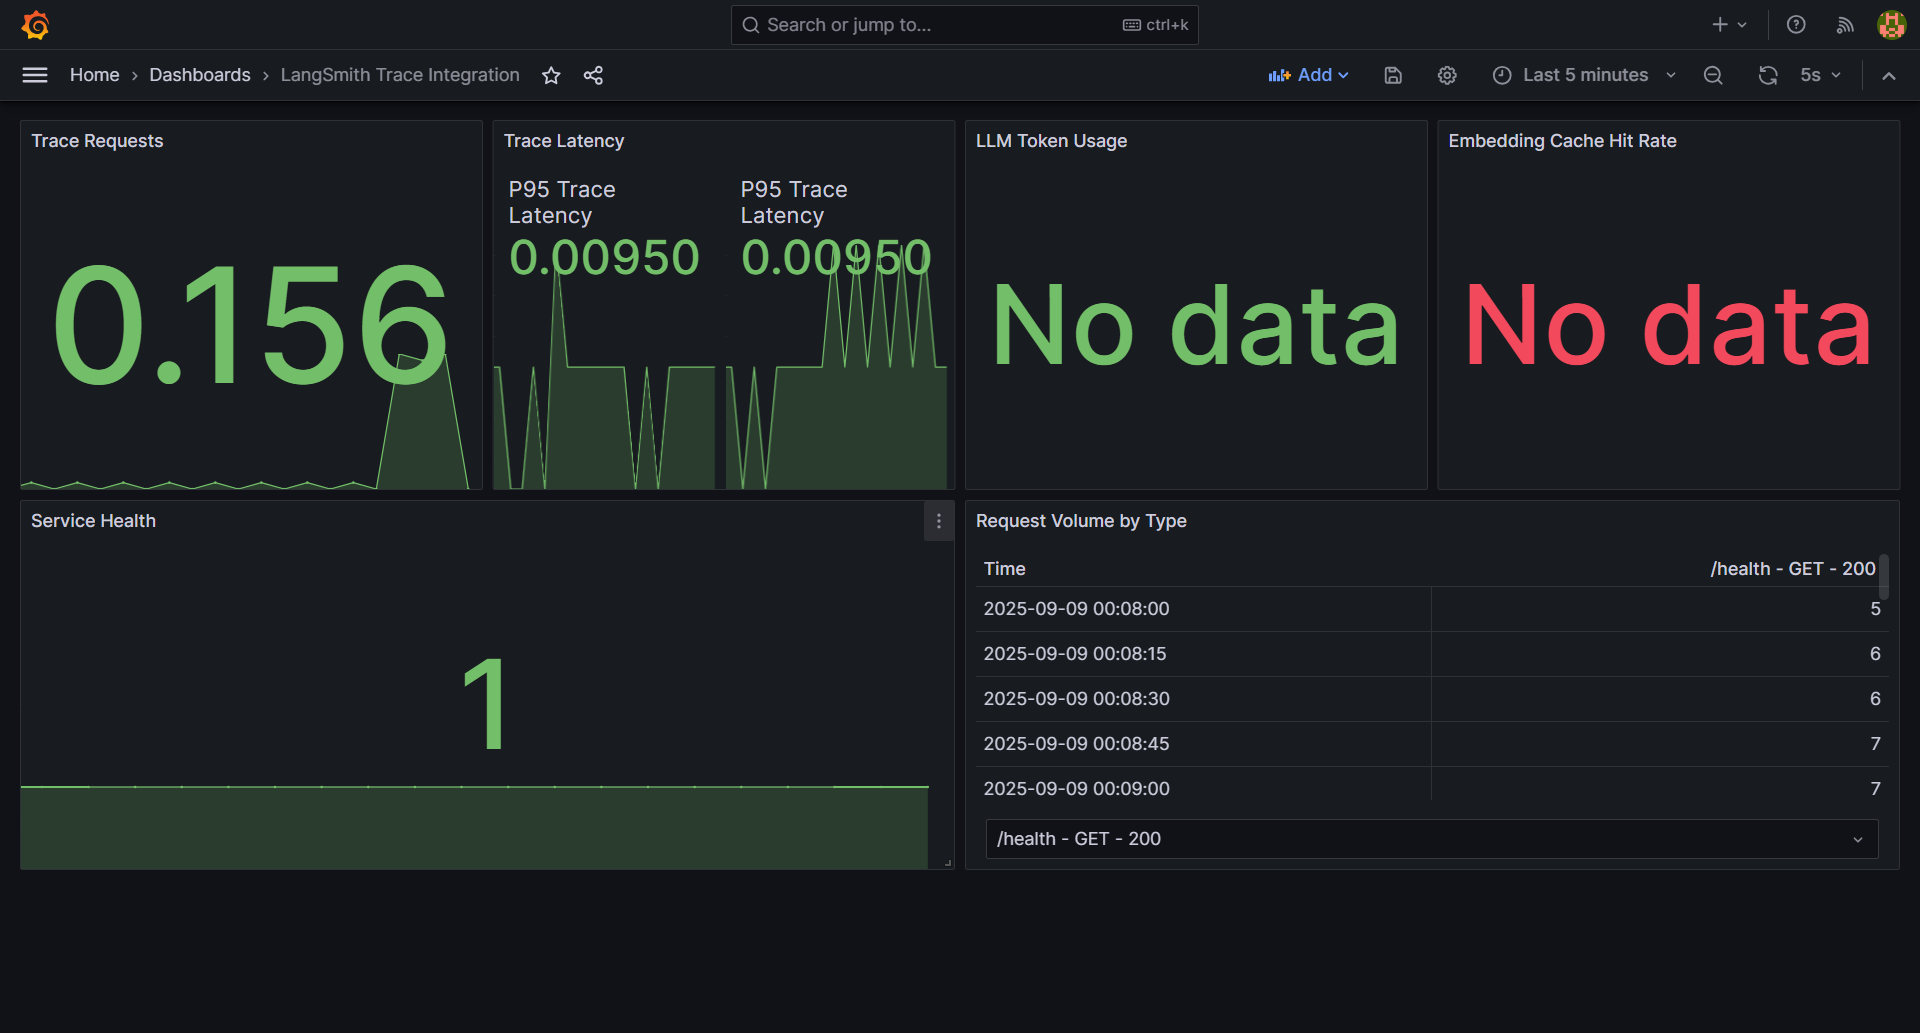 Search or jump to...
ctrl+k
Home › Dashboards › LangSmith Trace Integration
Add
Last 5 minutes
5s
Trace Requests
0.156
Trace Latency
P95 Trace
Latency
0.00950
P95 Trace
Latency
0.00950
LLM Token Usage
No data
Embedding Cache Hit Rate
No data
Service Health
1
Request Volume by Type
Time /health - GET - 200
2025-09-09 00:08:00 5
2025-09-09 00:08:15 6
2025-09-09 00:08:30 6
2025-09-09 00:08:45 7
2025-09-09 00:09:00 7
/health - GET - 200